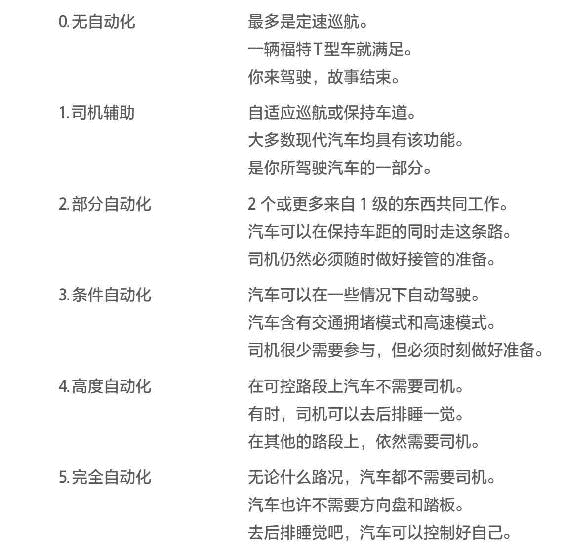 0.无自动化 最多是定速巡航。
一辆福特T型车就满足。
你来驾驶，故事结束。
1.司机辅助 自适应巡航或保持车道。
大多数现代汽车均具有该功能。
是你所驾驶汽车的一部分。
2.部分自动化 2 个或更多来自 1 级的东西共同工作。
汽车可以在保持车距的同时走这条路。
司机仍然必须随时做好接管的准备。
3.条件自动化 汽车可以在一些情况下自动驾驶。
汽车含有交通拥堵模式和高速模式。
司机很少需要参与，但必须时刻做好准备。
4.高度自动化 在可控路段上汽车不需要司机。
有时，司机可以去后排睡一觉。
在其他的路段上，依然需要司机。
5.完全自动化 无论什么路况，汽车都不需要司机。
汽车也许不需要方向盘和踏板。
去后排睡觉吧，汽车可以控制好自己。